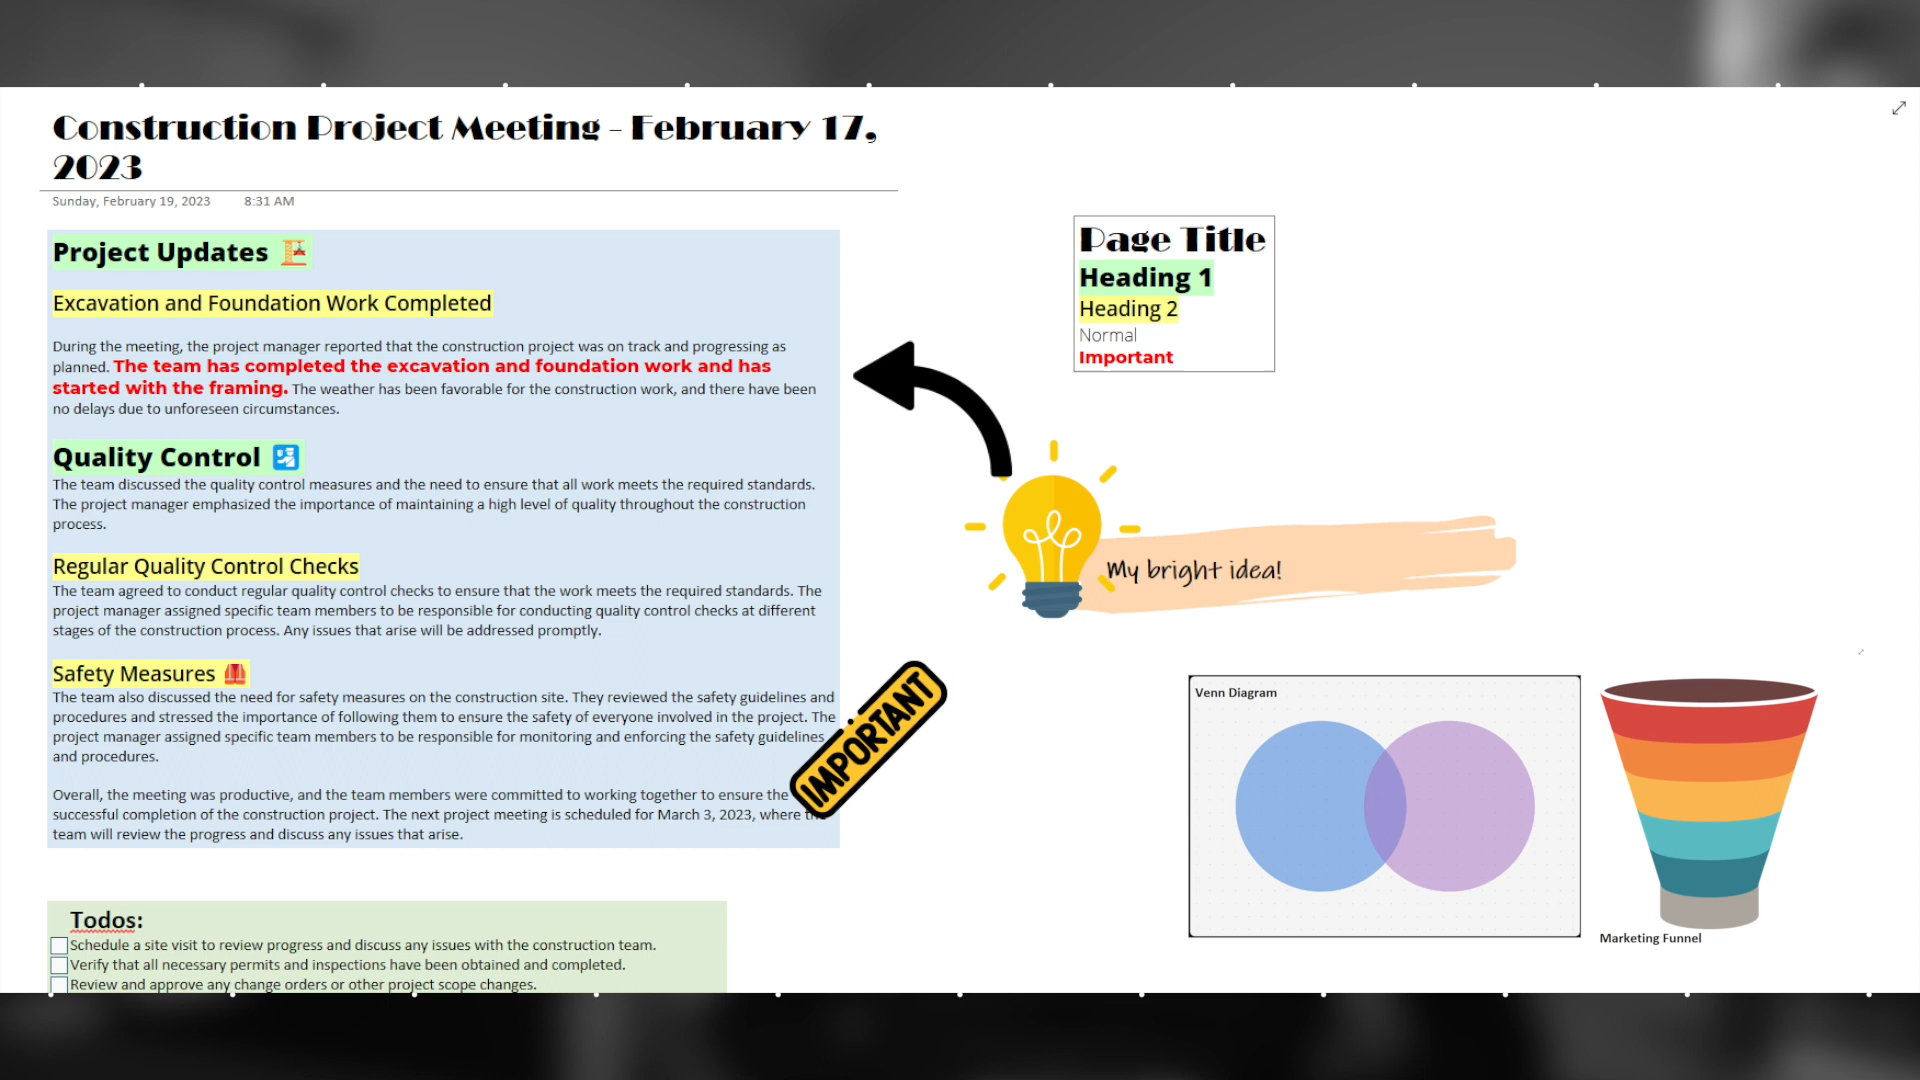 Construction Project Meeting - February 17,
2023
Sunday, February 19, 2023 8:31 AM
Project Updates
Excavation and Foundation Work Completed
During the meeting, the project manager reported that the construction project was on track and progressing as
planned. The team has completed the excavation and foundation work and has
started with the framing. The weather has been favorable for the construction work, and there have been
no delays due to unforeseen circumstances.
Quality Control
The team discussed the quality control measures and the need to ensure that all work meets the required standards.
The project manager emphasized the importance of maintaining a high level of quality throughout the construction
process.
Regular Quality Control Checks
The team agreed to conduct regular quality control checks to ensure that the work meets the required standards. The
project manager assigned specific team members to be responsible for conducting quality control checks at different
stages of the construction process. Any issues that arise will be addressed promptly.
Safety Measures
The team also discussed the need for safety measures on the construction site. They reviewed the safety guidelines and
procedures and stressed the importance of following them to ensure the safety of everyone involved in the project. The
project manager assigned specific team members to be responsible for monitoring and enforcing the safety guidelines
and procedures.
Overall, the meeting was productive, and the team members were committed to working together to ensure the
successful completion of the construction project. The next project meeting is scheduled for March 3, 2023, where the
team will review the progress and discuss any issues that arise.
IMPORTANT
Todos:
Schedule a site visit to review progress and discuss any issues with the construction team.
Verify that all necessary permits and inspections have been obtained and completed.
Review and approve any change orders or other project scope changes.
Page Title
Heading 1
Heading 2
Normal
Important
My bright idea!
Venn Diagram
Marketing Funnel